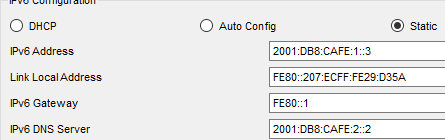 IPv6 Configuration
DHCP Auto Config Static
IPv6 Address 2001:DB8:CAFE:1::3
Link Local Address FE80::207:ECFF:FE29:D35A
IPv6 Gateway FE80::1
IPv6 DNS Server 2001:DB8:CAFE:2::2